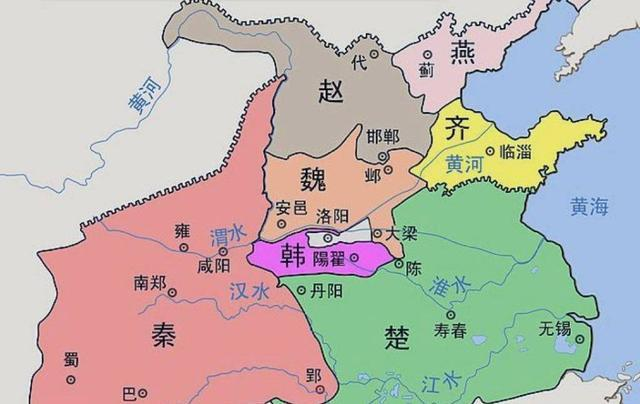 燕
代
蓟
赵
黄河
齐
邯郸
临淄
黄河
邺
魏
安邑
洛阳
黄海
雍
渭水
大梁
咸阳
韩
陽翟
陈
南郑
汉水
丹阳
淮水
秦
楚
寿春
无锡
蜀
巴
郢
江水